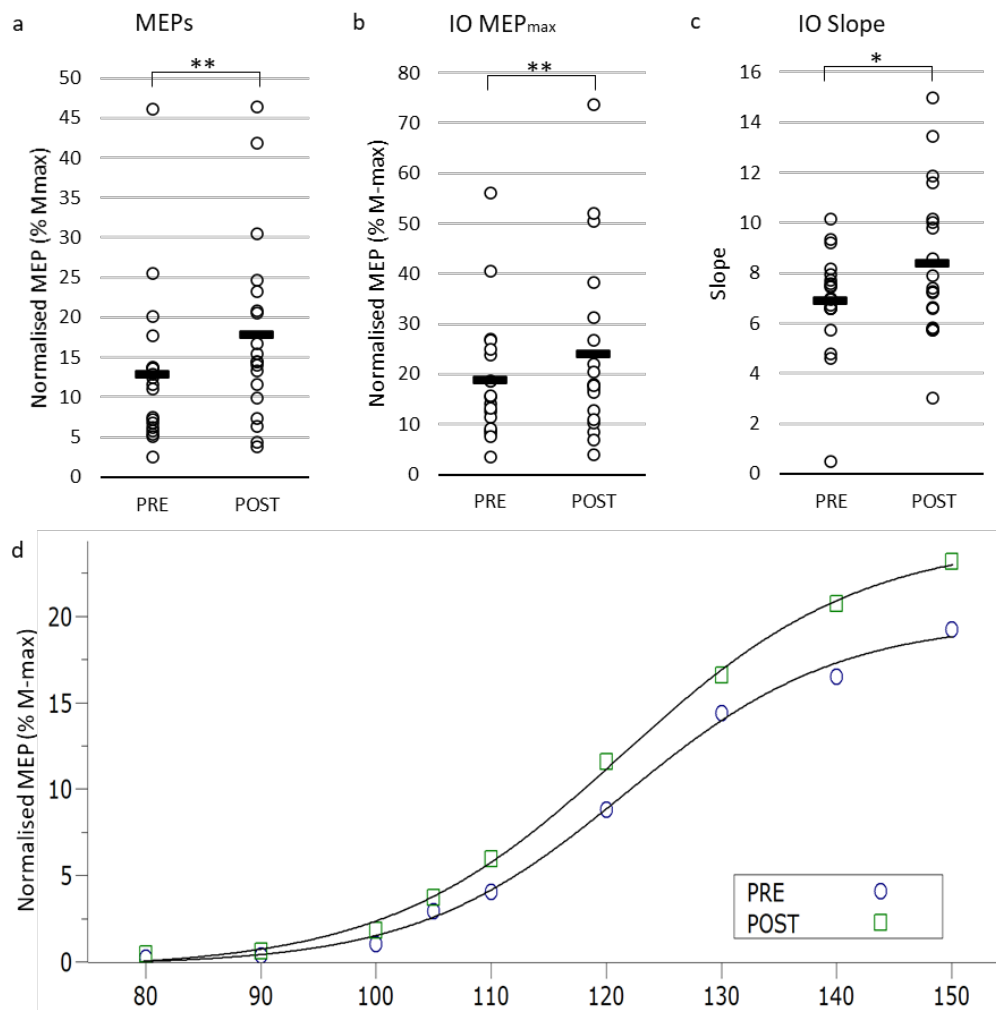 a MEPs
**
50
45
40
35
30
25
20
15
10
5
0
Normalised MEP (% Mmax)
PRE POST
b IO MEPmax
**
80
70
60
50
40
30
20
10
0
Normalised MEP (% M-max)
PRE POST
c IO Slope
*
16
14
12
10
8
6
4
2
0
Slope
PRE POST
d
20
15
10
5
0
Normalised MEP (% M-max)
PRE
POST
80 90 100 110 120 130 140 150